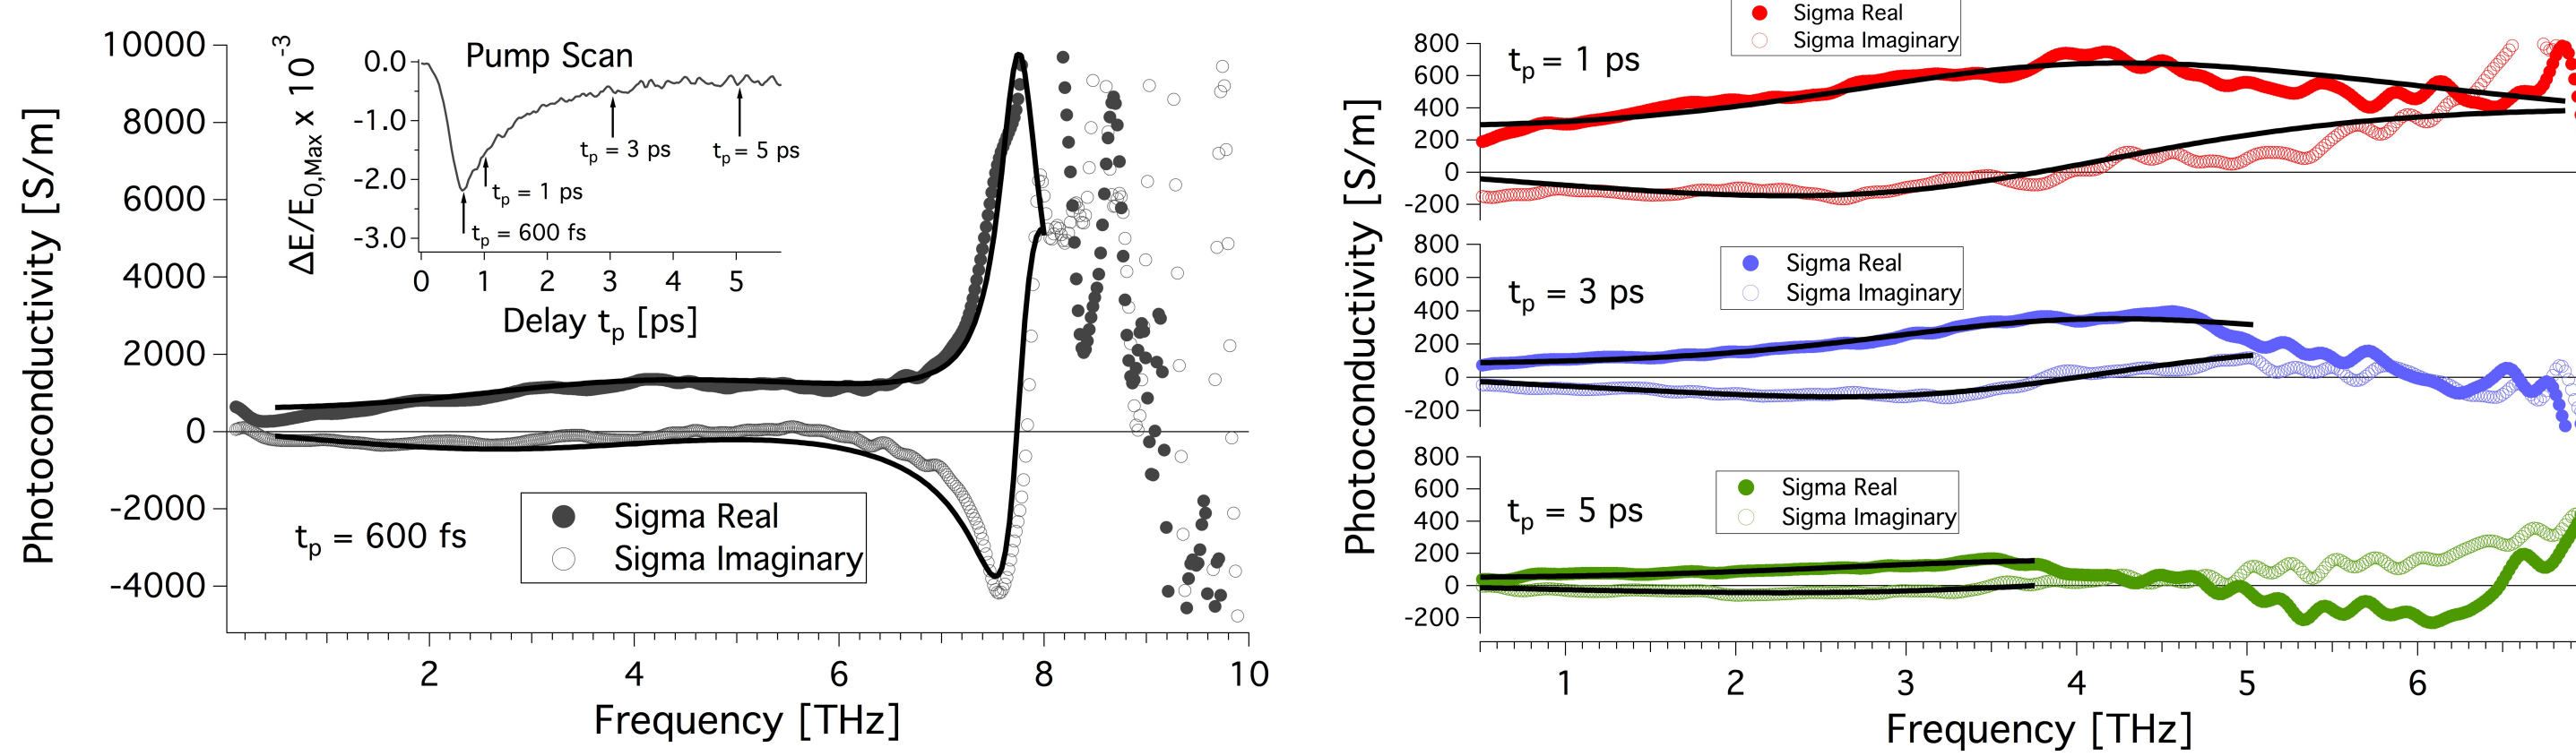 Photoconductivity [S/m]
10000
8000
6000
4000
2000
0
-2000
-4000
ΔE/E0,Max x 10-3
Pump Scan
0.0
-1.0
-2.0
-3.0
tp = 3 ps
tp = 5 ps
tp = 1 ps
tp = 600 fs
0 1 2 3 4 5
Delay tp [ps]
tp = 600 fs
Sigma Real
Sigma Imaginary
2 4 6 8 10
Frequency [THz]
Photoconductivity [S/m]
Sigma Real
Sigma Imaginary
tp = 1 ps
800
600
400
200
0
-200
Sigma Real
Sigma Imaginary
tp = 3 ps
800
600
400
200
0
-200
Sigma Real
Sigma Imaginary
tp = 5 ps
800
600
400
200
0
-200
1 2 3 4 5 6
Frequency [THz]